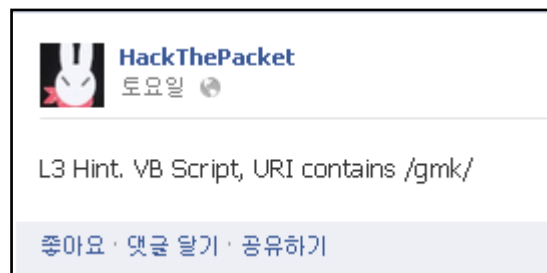 HackThePacket
토요일
L3 Hint. VB Script, URI contains /gmk/
좋아요 · 댓글 달기 · 공유하기